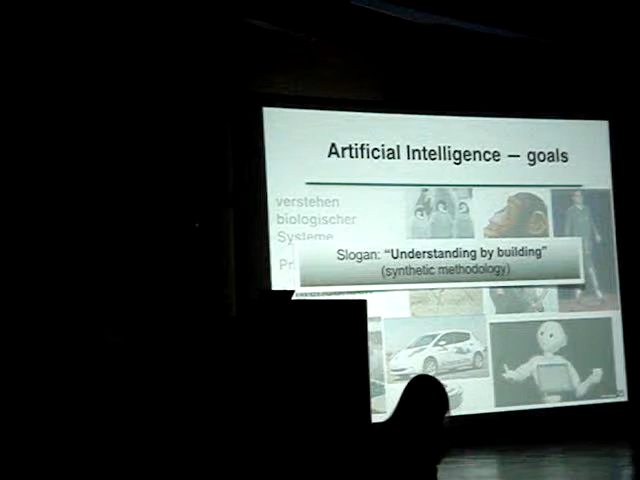 Artificial Intelligence – goals
verstehen
biologischer
Systeme
Slogan: “Understanding by building”
(synthetic methodology)